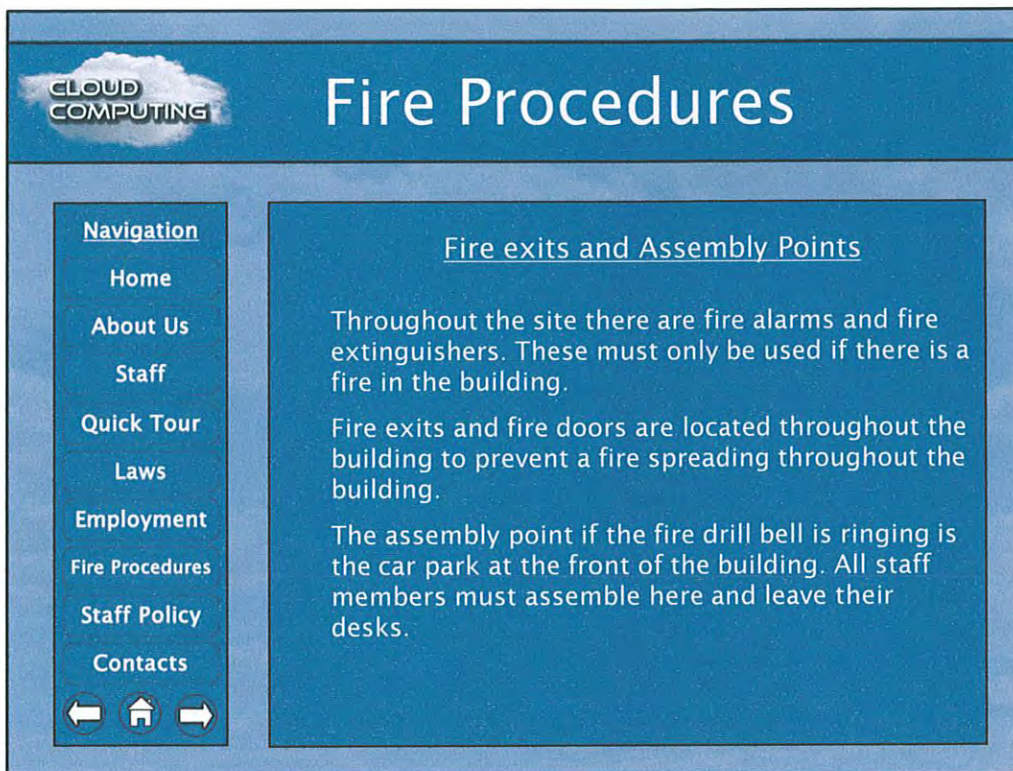 CLOUD
COMPUTING
Fire Procedures
Navigation
Home
About Us
Staff
Quick Tour
Laws
Employment
Fire Procedures
Staff Policy
Contacts
Fire exits and Assembly Points
Throughout the site there are fire alarms and fire
extinguishers. These must only be used if there is a
fire in the building.
Fire exits and fire doors are located throughout the
building to prevent a fire spreading throughout the
building.
The assembly point if the fire drill bell is ringing is
the car park at the front of the building. All staff
members must assemble here and leave their
desks.